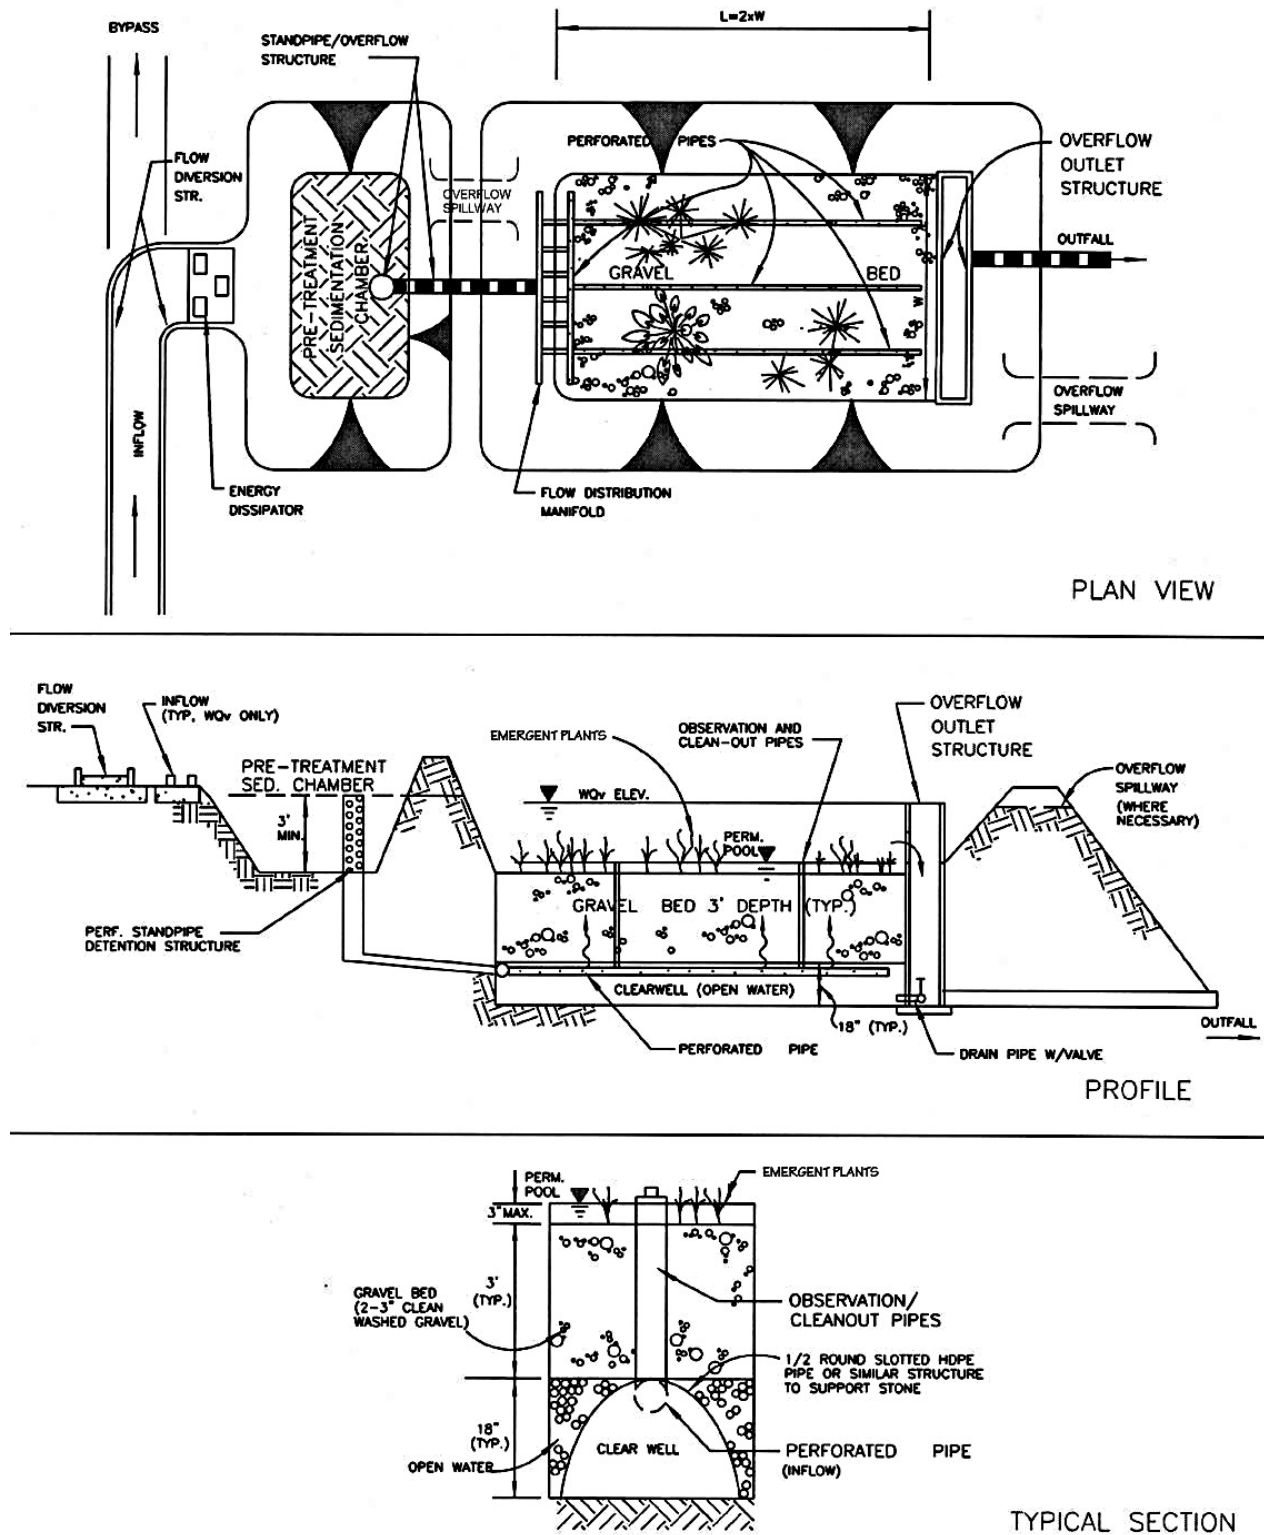 BYPASS
L=2xW
STANDPIPE/OVERFLOW
STRUCTURE
FLOW
DIVERSION
STR.
OVERFLOW
SPILLWAY
PERFORATED PIPES
OVERFLOW
OUTLET
STRUCTURE
PRE-TREATMENT
SEDIMENTATION
CHAMBER
GRAVEL BED
W
OUTFALL
OVERFLOW
SPILLWAY
INFLOW
ENERGY
DISSIPATOR
FLOW DISTRIBUTION
MANIFOLD
PLAN VIEW
FLOW
DIVERSION
STR.
INFLOW
(TYP, WQv ONLY)
PRE-TREATMENT
SED. CHAMBER
3'
MIN.
EMERGENT PLANTS
OBSERVATION AND
CLEAN-OUT PIPES
OVERFLOW
OUTLET
STRUCTURE
WQv ELEV.
PERM.
POOL
OVERFLOW
SPILLWAY
(WHERE
NECESSARY)
GRAVEL BED 3' DEPTH (TYP.)
PERF. STANDPIPE
DETENTION STRUCTURE
CLEARWELL (OPEN WATER)
18" (TYP.)
PERFORATED PIPE
DRAIN PIPE W/VALVE
OUTFALL
PROFILE
PERM.
POOL
EMERGENT PLANTS
3"MAX.
3'
(TYP.)
GRAVEL BED
(2-3" CLEAN
WASHED GRAVEL)
OBSERVATION/
CLEANOUT PIPES
1/2 ROUND SLOTTED HDPE
PIPE OR SIMILAR STRUCTURE
TO SUPPORT STONE
18"
(TYP.)
OPEN WATER
CLEAR WELL
PERFORATED PIPE
(INFLOW)
TYPICAL SECTION